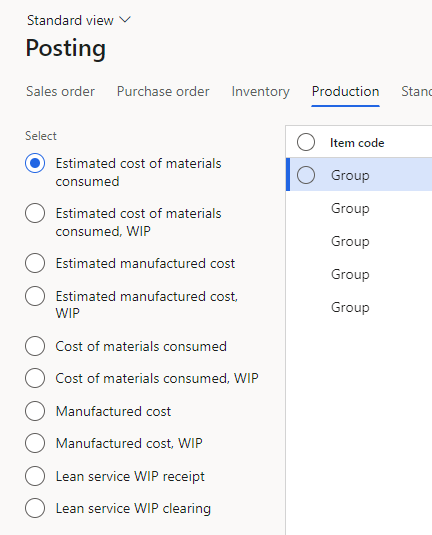 Standard view
Posting
Sales order Purchase order Inventory Production
Select
Estimated cost of materials
consumed
Estimated cost of materials
consumed, WIP
Estimated manufactured cost
Estimated manufactured cost,
WIP
Cost of materials consumed
Cost of materials consumed, WIP
Manufactured cost
Manufactured cost, WIP
Lean service WIP receipt
Lean service WIP clearing
Item code
Group
Group
Group
Group
Group